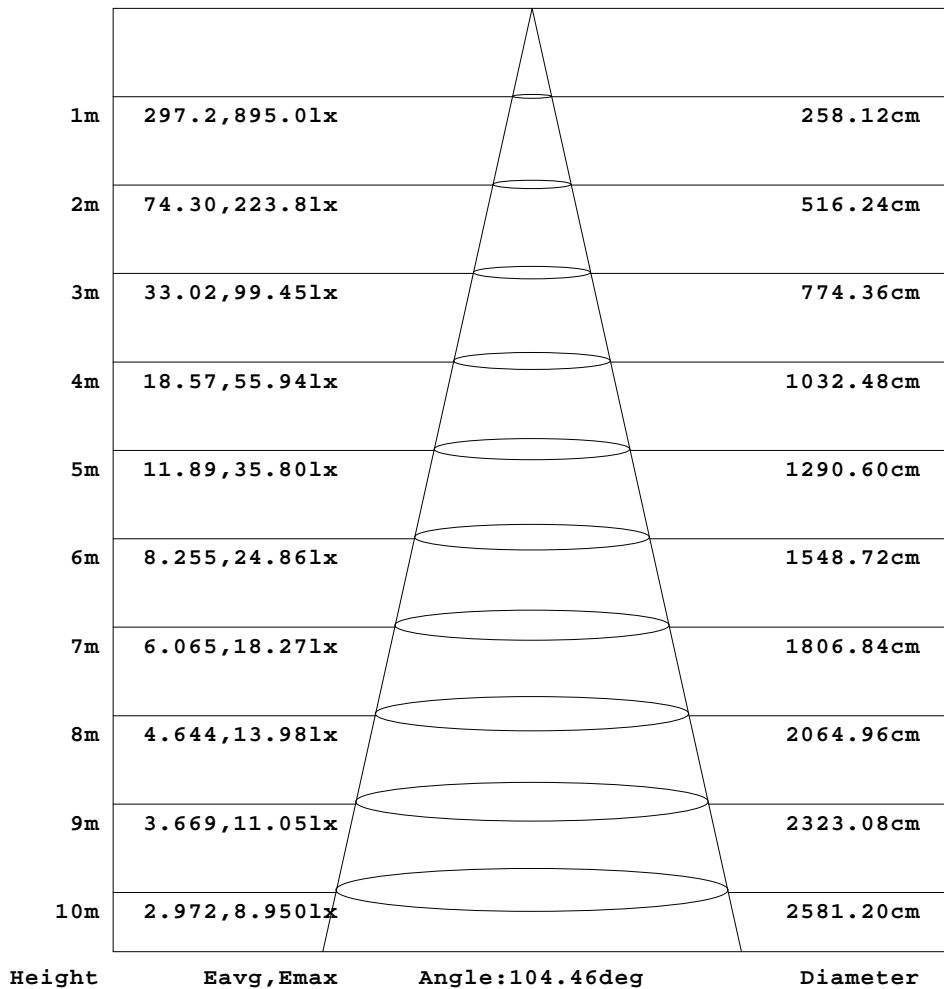 1m 297.2,895.0lx 258.12cm
2m 74.30,223.8lx 516.24cm
3m 33.02,99.45lx 774.36cm
4m 18.57,55.94lx 1032.48cm
5m 11.89,35.80lx 1290.60cm
6m 8.255,24.86lx 1548.72cm
7m 6.065,18.27lx 1806.84cm
8m 4.644,13.98lx 2064.96cm
9m 3.669,11.05lx 2323.08cm
10m 2.972,8.950lx 2581.20cm
Height Eavg,Emax Angle:104.46deg Diameter